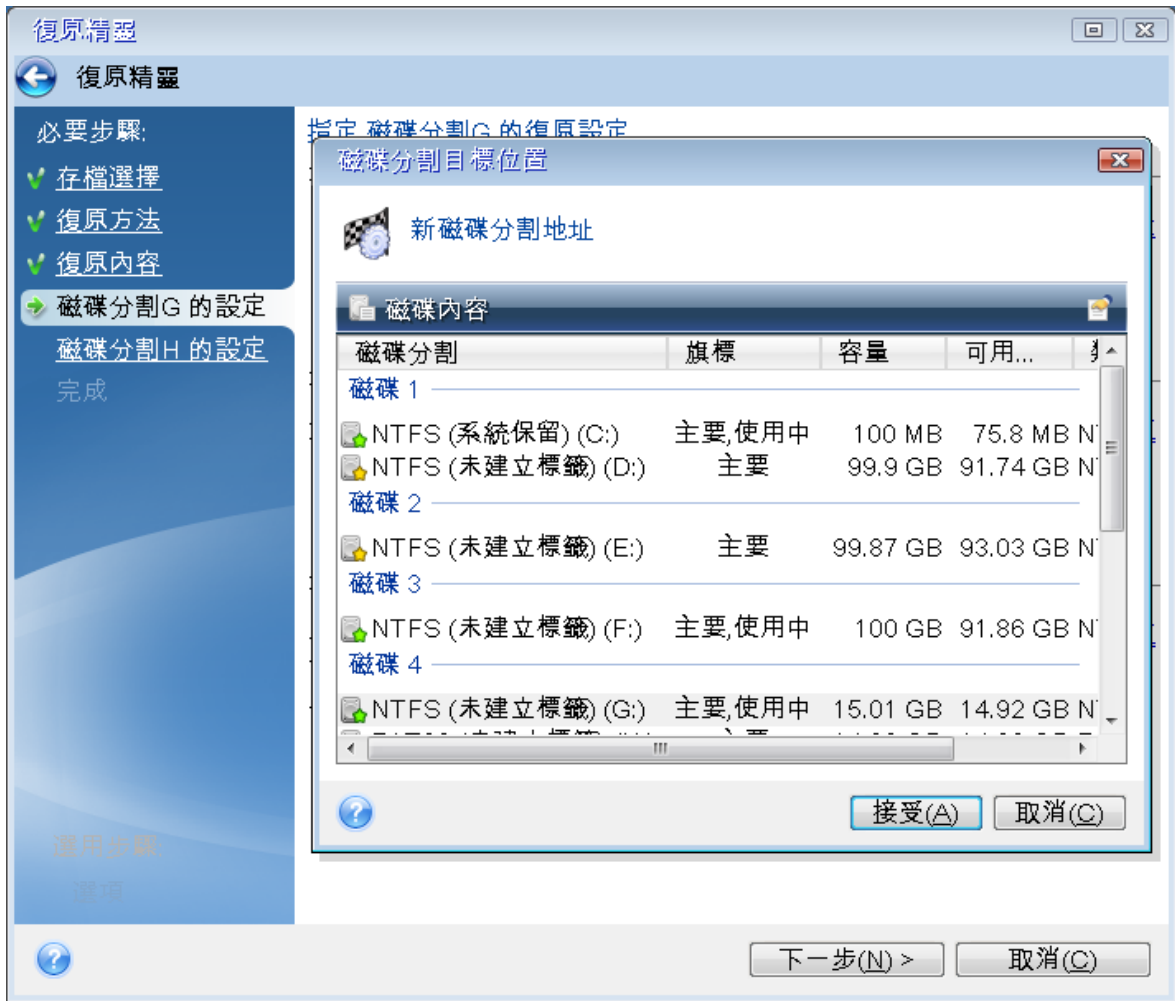 復原精靈
復原精靈
必要步驟:
存檔選擇
復原方法
復原內容
磁碟分割G 的設定
磁碟分割H 的設定
完成
選用步驟:
選項
指定 磁碟分割G 的復原設定
磁碟分割目標位置
新磁碟分割地址
磁碟內容
磁碟分割 旗標 容量 可用...
磁碟 1
NTFS (系統保留) (C:) 主要,使用中 100 MB 75.8 MB
NTFS (未建立標籤) (D:) 主要 99.9 GB 91.74 GB
磁碟 2
NTFS (未建立標籤) (E:) 主要 99.87 GB 93.03 GB
磁碟 3
NTFS (未建立標籤) (F:) 主要,使用中 100 GB 91.86 GB
磁碟 4
NTFS (未建立標籤) (G:) 主要,使用中 15.01 GB 14.92 GB
接受(A) 取消(C)
下一步(N) > 取消(C)